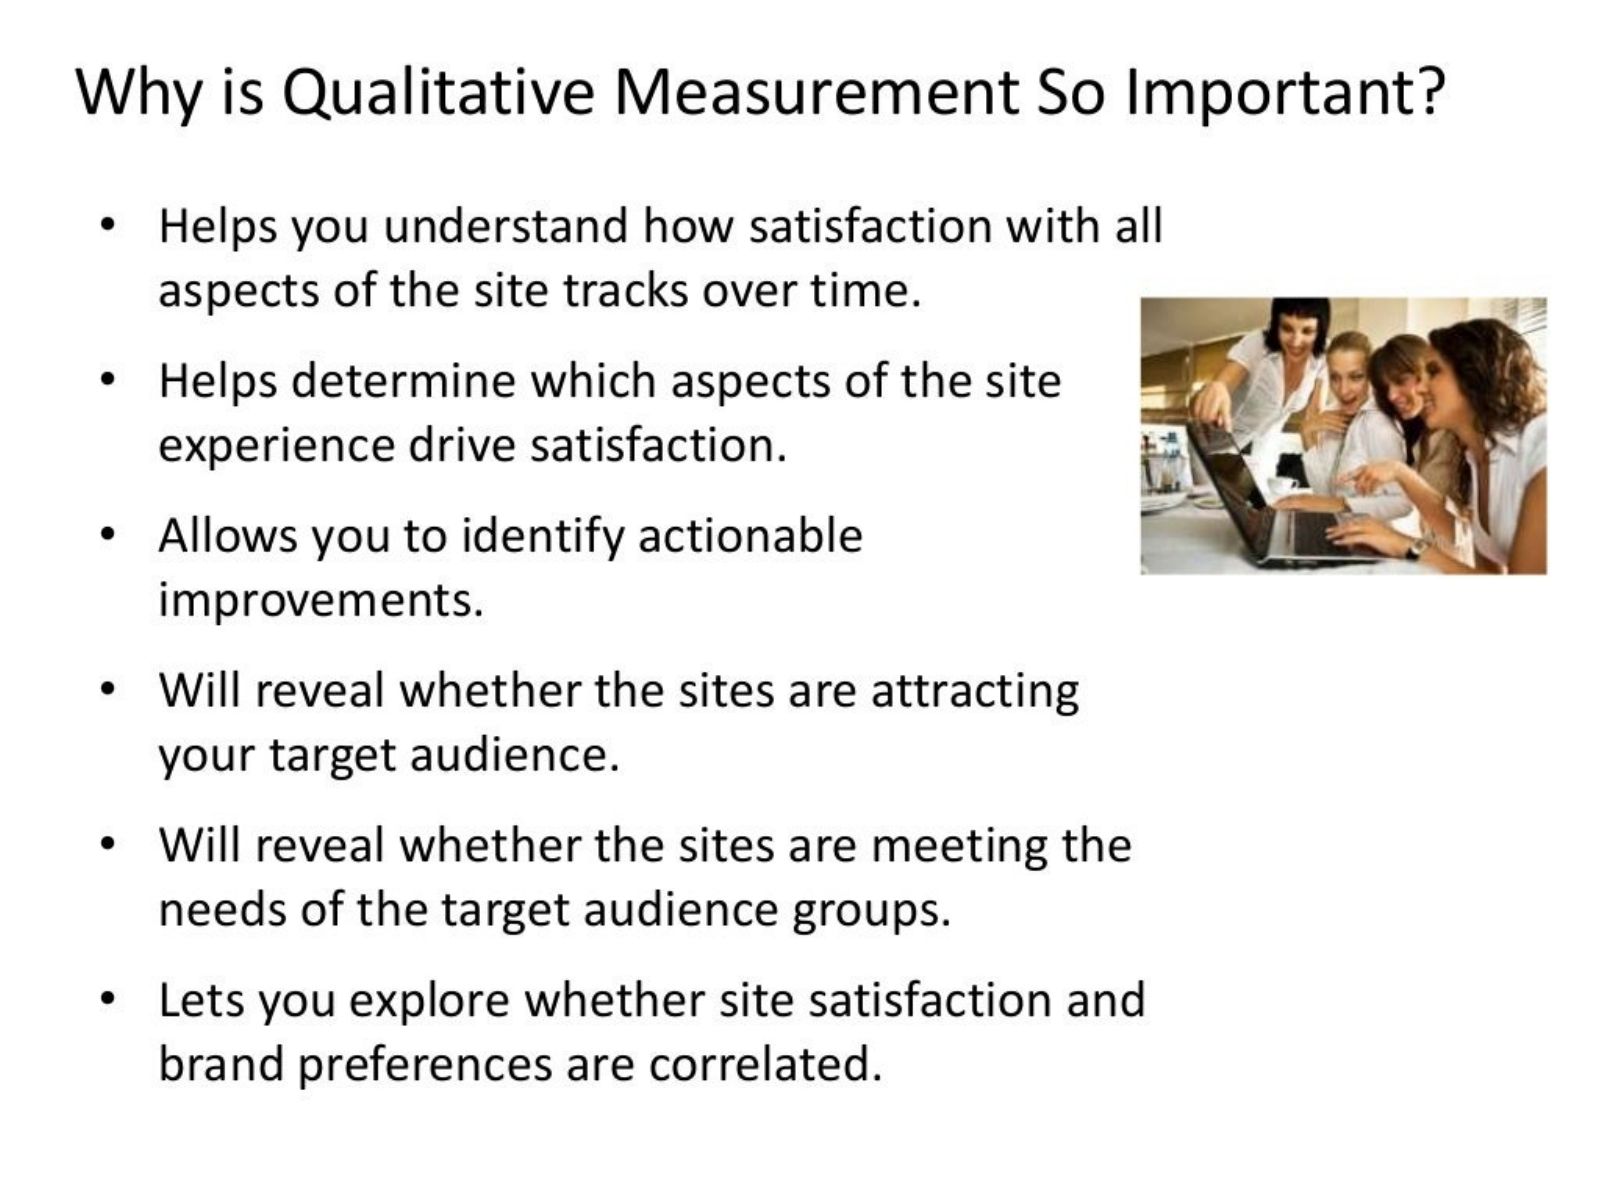 Why is Qualitative Measurement So Important?
• Helps you understand how satisfaction with all
aspects of the site tracks over time.
• Helps determine which aspects of the site
experience drive satisfaction.
• Allows you to identify actionable
improvements.
• Will reveal whether the sites are attracting
your target audience.
• Will reveal whether the sites are meeting the
needs of the target audience groups.
• Lets you explore whether site satisfaction and
brand preferences are correlated.